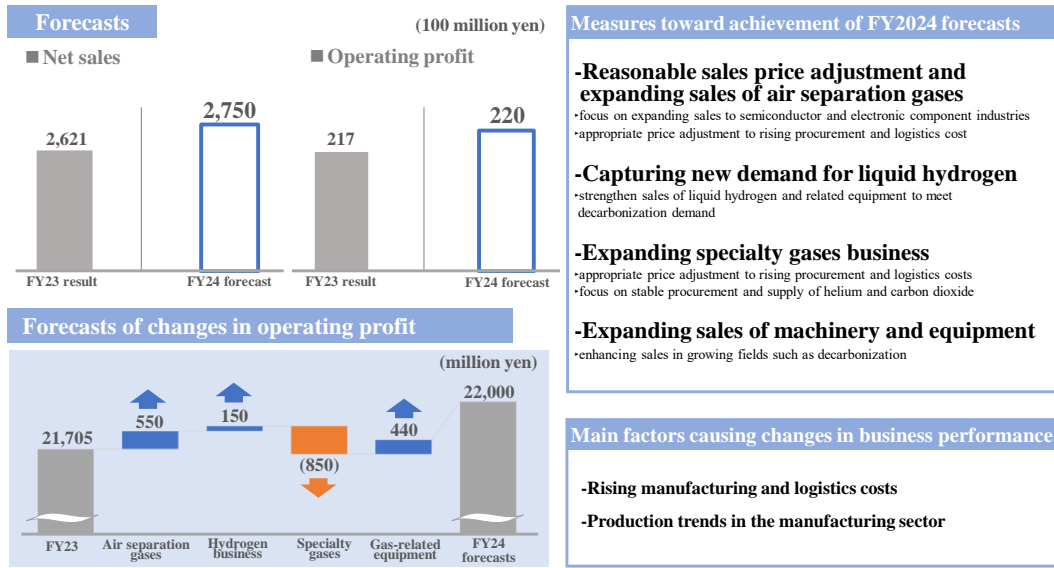 Forecasts
(100 million yen)
■Net sales
■Operating profit
2,621
2,750
217
220
FY23 result
FY24 forecast
FY23 result
FY24 forecast
Forecasts of changes in operating profit
(million yen)
21,705
550
150
(850)
440
22,000
FY23
Air separation
gases
Hydrogen
business
Specialty
gases
Gas-related
equipment
FY24
forecasts
Measures toward achievement of FY2024 forecasts
-Reasonable sales price adjustment and
expanding sales of air separation gases
‣focus on expanding sales to semiconductor and electronic component industries
‣appropriate price adjustment to rising procurement and logistics cost
-Capturing new demand for liquid hydrogen
‣strengthen sales of liquid hydrogen and related equipment to meet
decarbonization demand
-Expanding specialty gases business
‣appropriate price adjustment to rising procurement and logistics costs
‣focus on stable procurement and supply of helium and carbon dioxide
-Expanding sales of machinery and equipment
‣enhancing sales in growing fields such as decarbonization
Main factors causing changes in business performance
-Rising manufacturing and logistics costs
-Production trends in the manufacturing sector